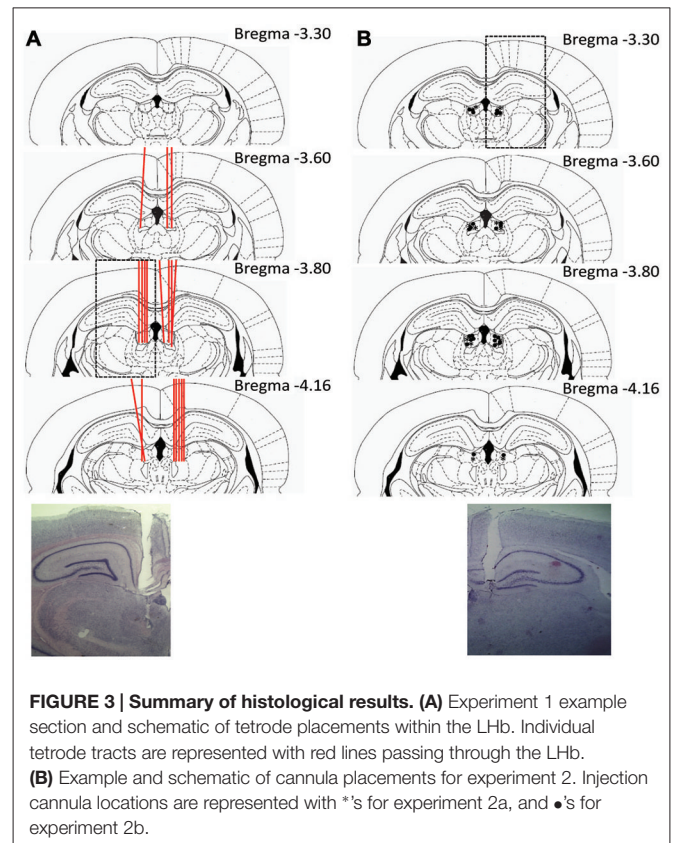 A
Bregma -3.30
Bregma -3.60
Bregma -3.80
Bregma -4.16
B
Bregma -3.30
Bregma -3.60
Bregma -3.80
Bregma -4.16
FIGURE 3 | Summary of histological results. (A) Experiment 1 example
section and schematic of tetrode placements within the LHb. Individual
tetrode tracts are represented with red lines passing through the LHb.
(B) Example and schematic of cannula placements for experiment 2. Injection
cannula locations are represented with *'s for experiment 2a, and ●'s for
experiment 2b.